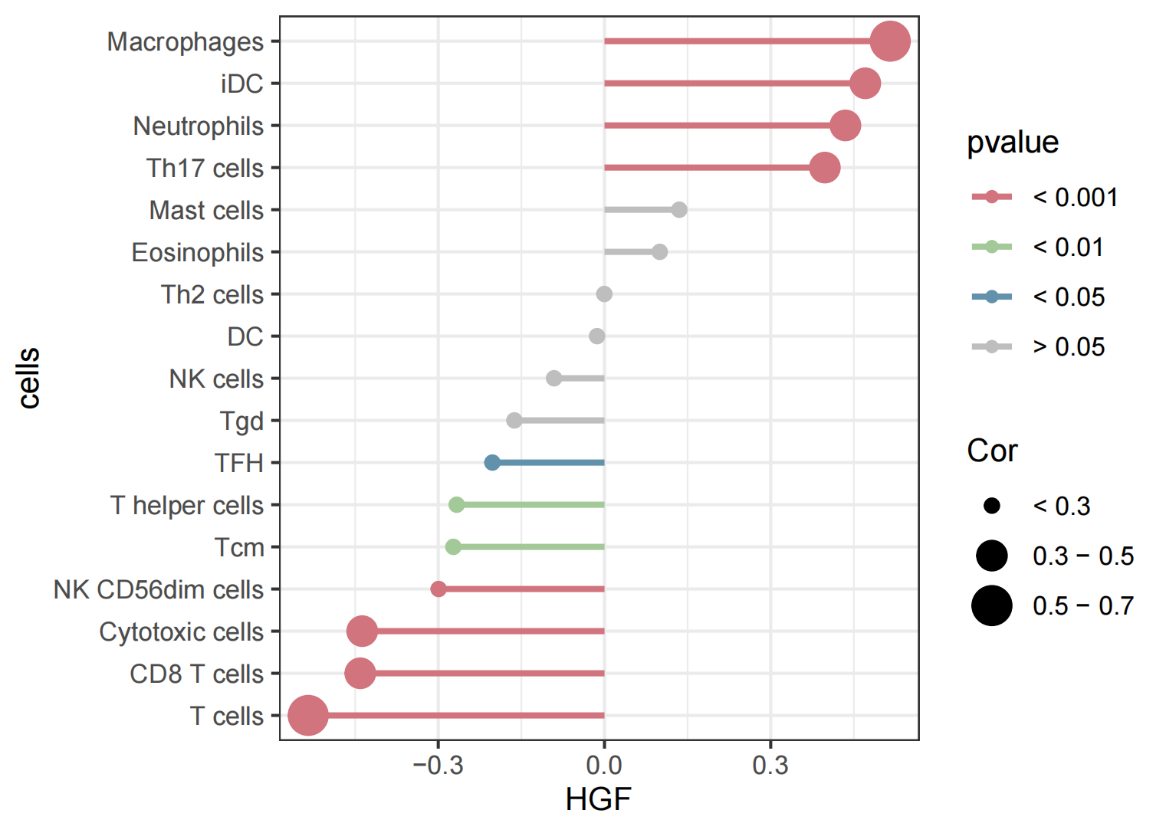 Macrophages
iDC
Neutrophils
Th17 cells
Mast cells
Eosinophils
Th2 cells
DC
NK cells
Tgd
TFH
T helper cells
Tcm
NK CD56dim cells
Cytotoxic cells
CD8 T cells
T cells
cells
−0.3 0.0 0.3
HGF
pvalue
< 0.001
< 0.01
< 0.05
> 0.05
Cor
< 0.3
0.3 − 0.5
0.5 − 0.7